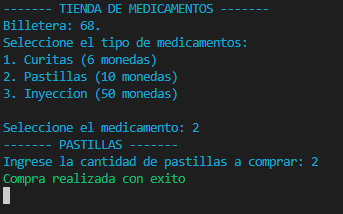 ------- TIENDA DE MEDICAMENTOS -------
Billetera: 68.
Seleccione el tipo de medicamentos:
1. Curitas (6 monedas)
2. Pastillas (10 monedas)
3. Inyeccion (50 monedas)

Seleccione el medicamento: 2
------- PASTILLAS -------
Ingrese la cantidad de pastillas a comprar: 2
Compra realizada con exito